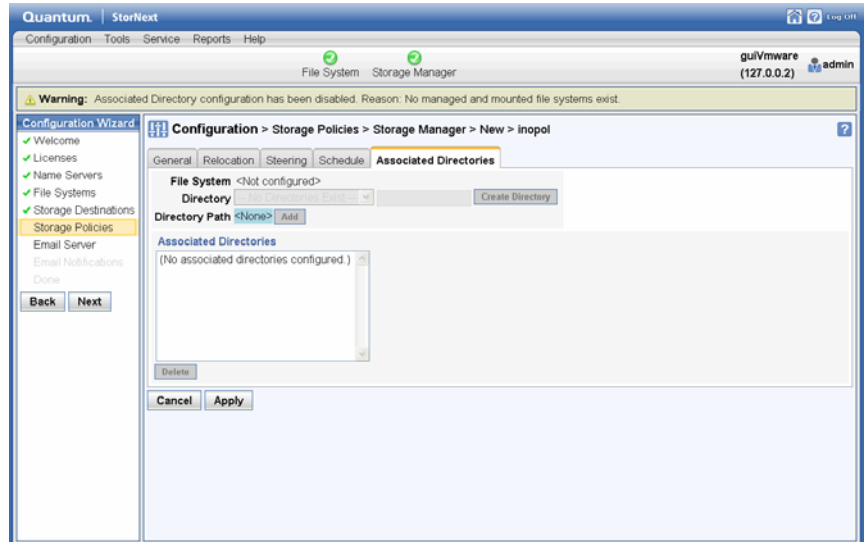 Quantum. StorNext Log Off
Configuration Tools Service Reports Help
File System Storage Manager guiVmware (127.0.0.2) admin
Warning: Associated Directory configuration has been disabled. Reason: No managed and mounted file systems exist.
Configuration Wizard
Welcome
Licenses
Name Servers
File Systems
Storage Destinations
Storage Policies
Email Server
Email Notifications
Done
Back Next
Configuration > Storage Policies > Storage Manager > New > inopol ?
General Relocation Steering Schedule Associated Directories
File System <Not configured>
Directory -- No Directories Exist -- Create Directory
Directory Path <None> Add
Associated Directories
(No associated directories configured.)
Delete
Cancel Apply